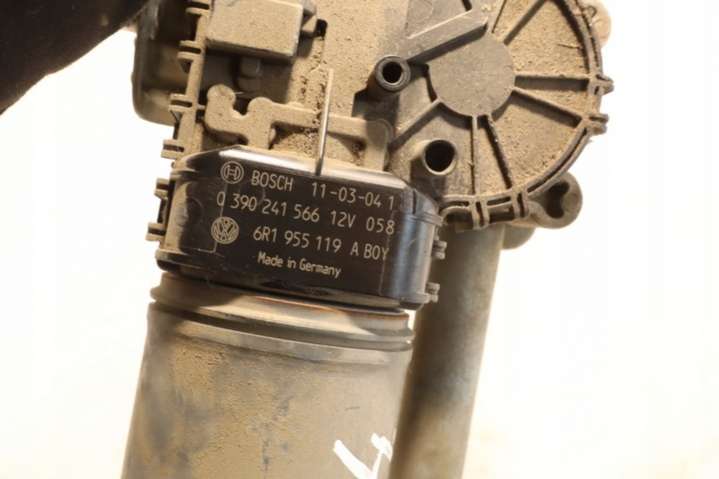 BOSCH 11-03-04 1
0 390 241 566 12V 058
6R1 955 119 A BOY
Made in Germany